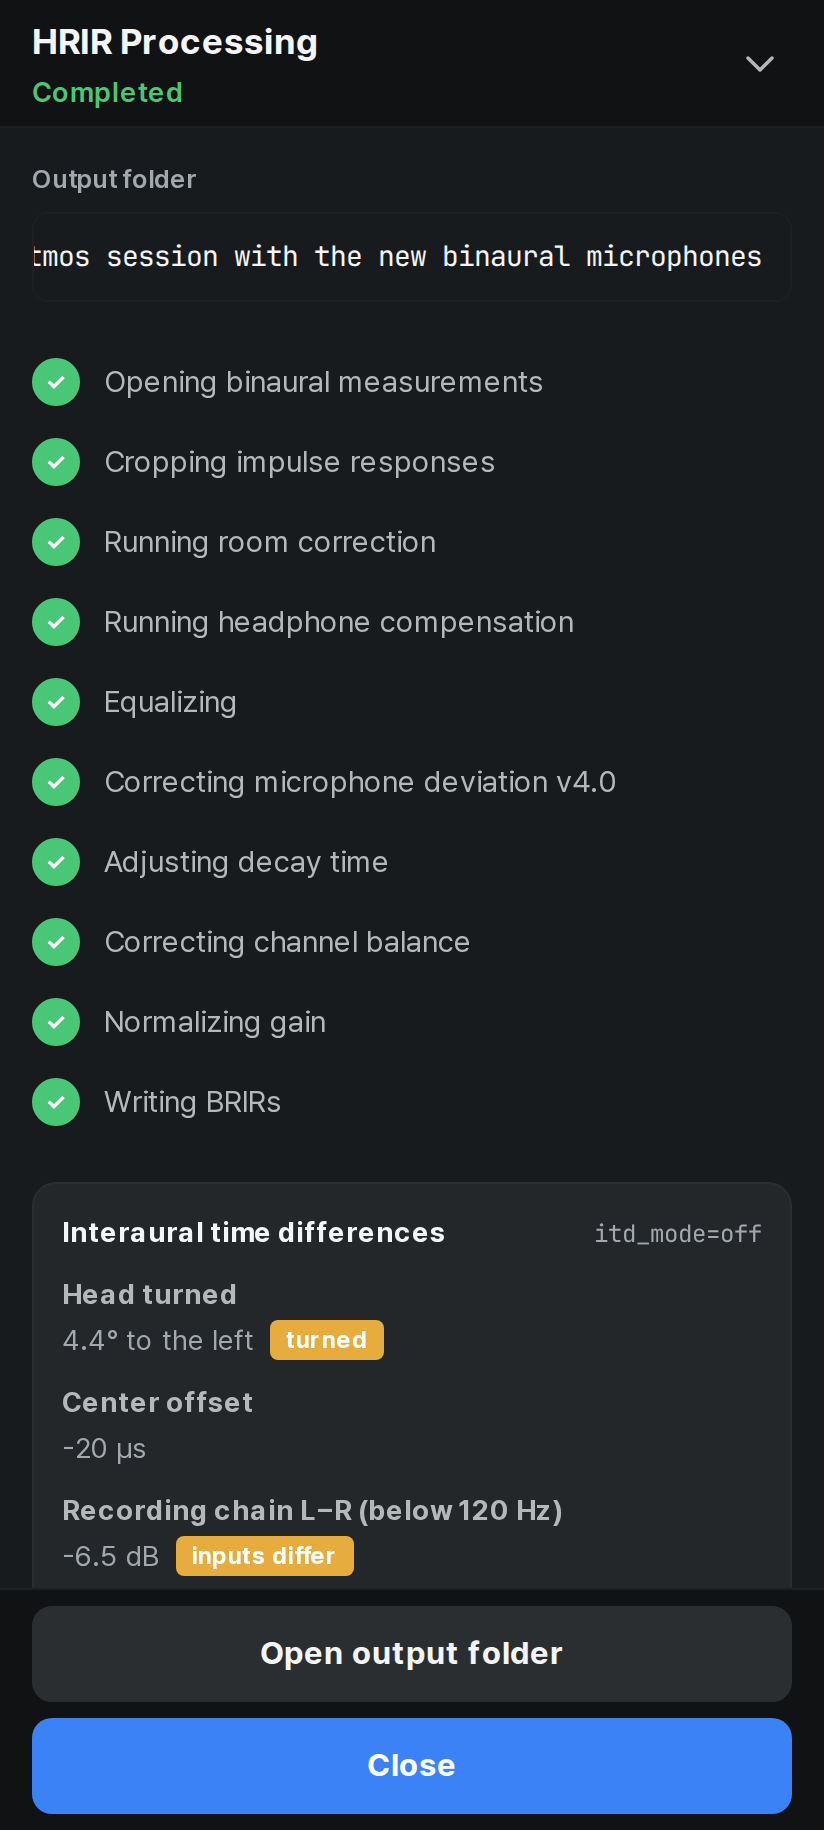 HRIR Processing
Completed
Output folder
tmos session with the new binaural microphones
Opening binaural measurements
Cropping impulse responses
Running room correction
Running headphone compensation
Equalizing
Correcting microphone deviation v4.0
Adjusting decay time
Correcting channel balance
Normalizing gain
Writing BRIRs
Interaural time differences itd_mode=off
Head turned
4.4° to the left turned
Center offset
-20 µs
Recording chain L−R (below 120 Hz)
-6.5 dB inputs differ
Open output folder
Close